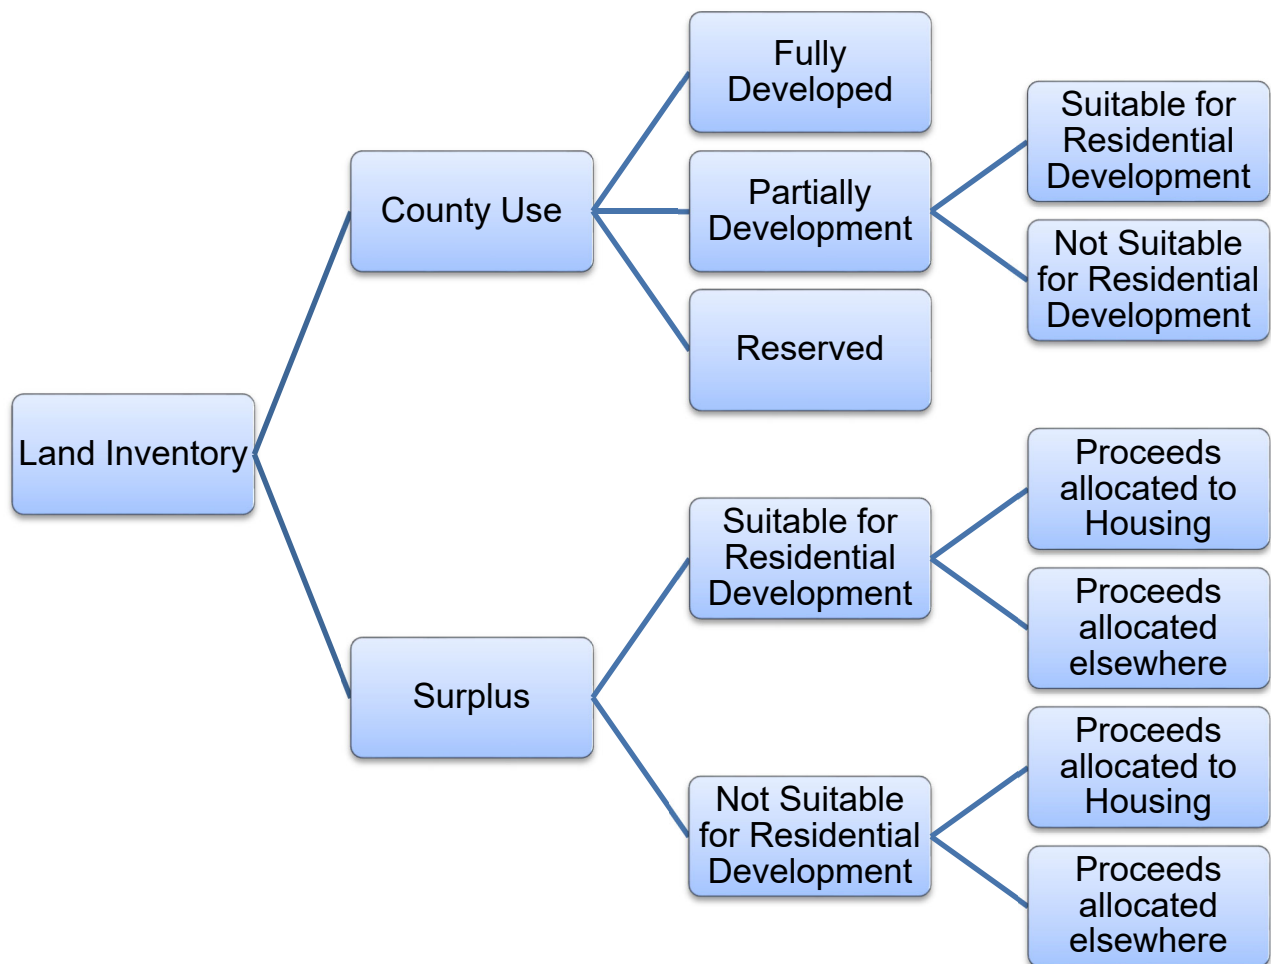 Land Inventory
County Use
Fully
Developed
Partially
Development
Suitable for
Residential
Development
Not Suitable
for Residential
Development
Reserved
Surplus
Suitable for
Residential
Development
Proceeds
allocated to
Housing
Proceeds
allocated
elsewhere
Not Suitable
for Residential
Development
Proceeds
allocated to
Housing
Proceeds
allocated
elsewhere